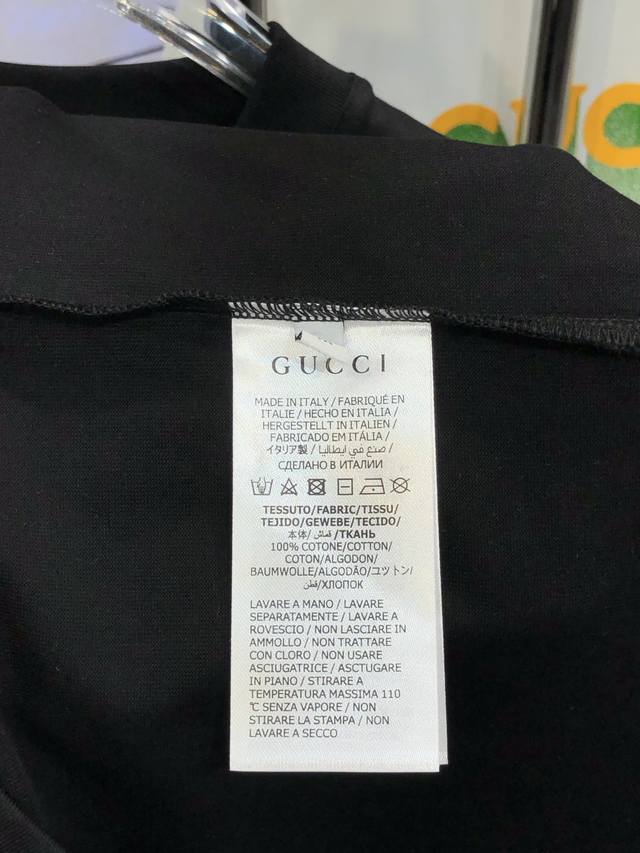 GUCCI
MADE IN ITALY / FABRIQUÉ EN
ITALIE / HECHO EN ITALIA /
HERGESTELLT IN ITALIEN /
FABRICADO EM ITÁLIA /
イタリア製 / صنع في ايطاليا /
СДЕЛАНО В ИТАЛИИ
TESSUTO/FABRIC/TISSU/
TEJIDO/GEWEBE/TECIDO/
本体/ قماش /ТКАНЬ
100% COTONE/COTTON/
COTON/ALGODON/
BAUMWOLLE/ALGODÃO/コツトン/
قطن/ХЛОПОК
LAVARE A MANO / LAVARE
SEPARATAMENTE / LAVARE A
ROVESCIO / NON LASCIARE IN
AMMOLLO / NON TRATTARE
CON CLORO / NON USARE
ASCIUGATRICE / ASCTUGARE
IN PIANO / STIRARE A
TEMPERATURA MASSIMA 110
℃ SENZA VAPORE / NON
STIRARE LA STAMPA / NON
LAVARE A SECCO